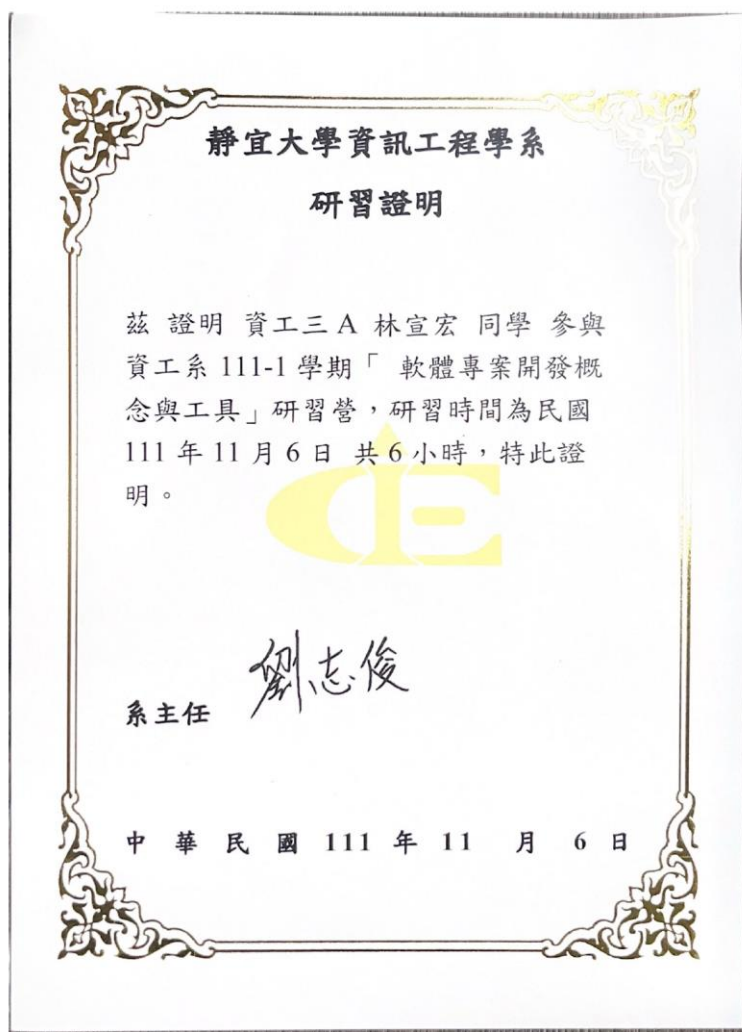 靜宜大學資訊工程學系
研習證明
茲 證明 資工三 A 林宣宏 同學 參與
資工系 111-1 學期「 軟體專案開發概
念與工具」研習營，研習時間為民國
111 年 11 月 6 日 共 6 小時，特此證
明。
劉志俊
系主任
中 華 民 國 111 年 11 月 6 日